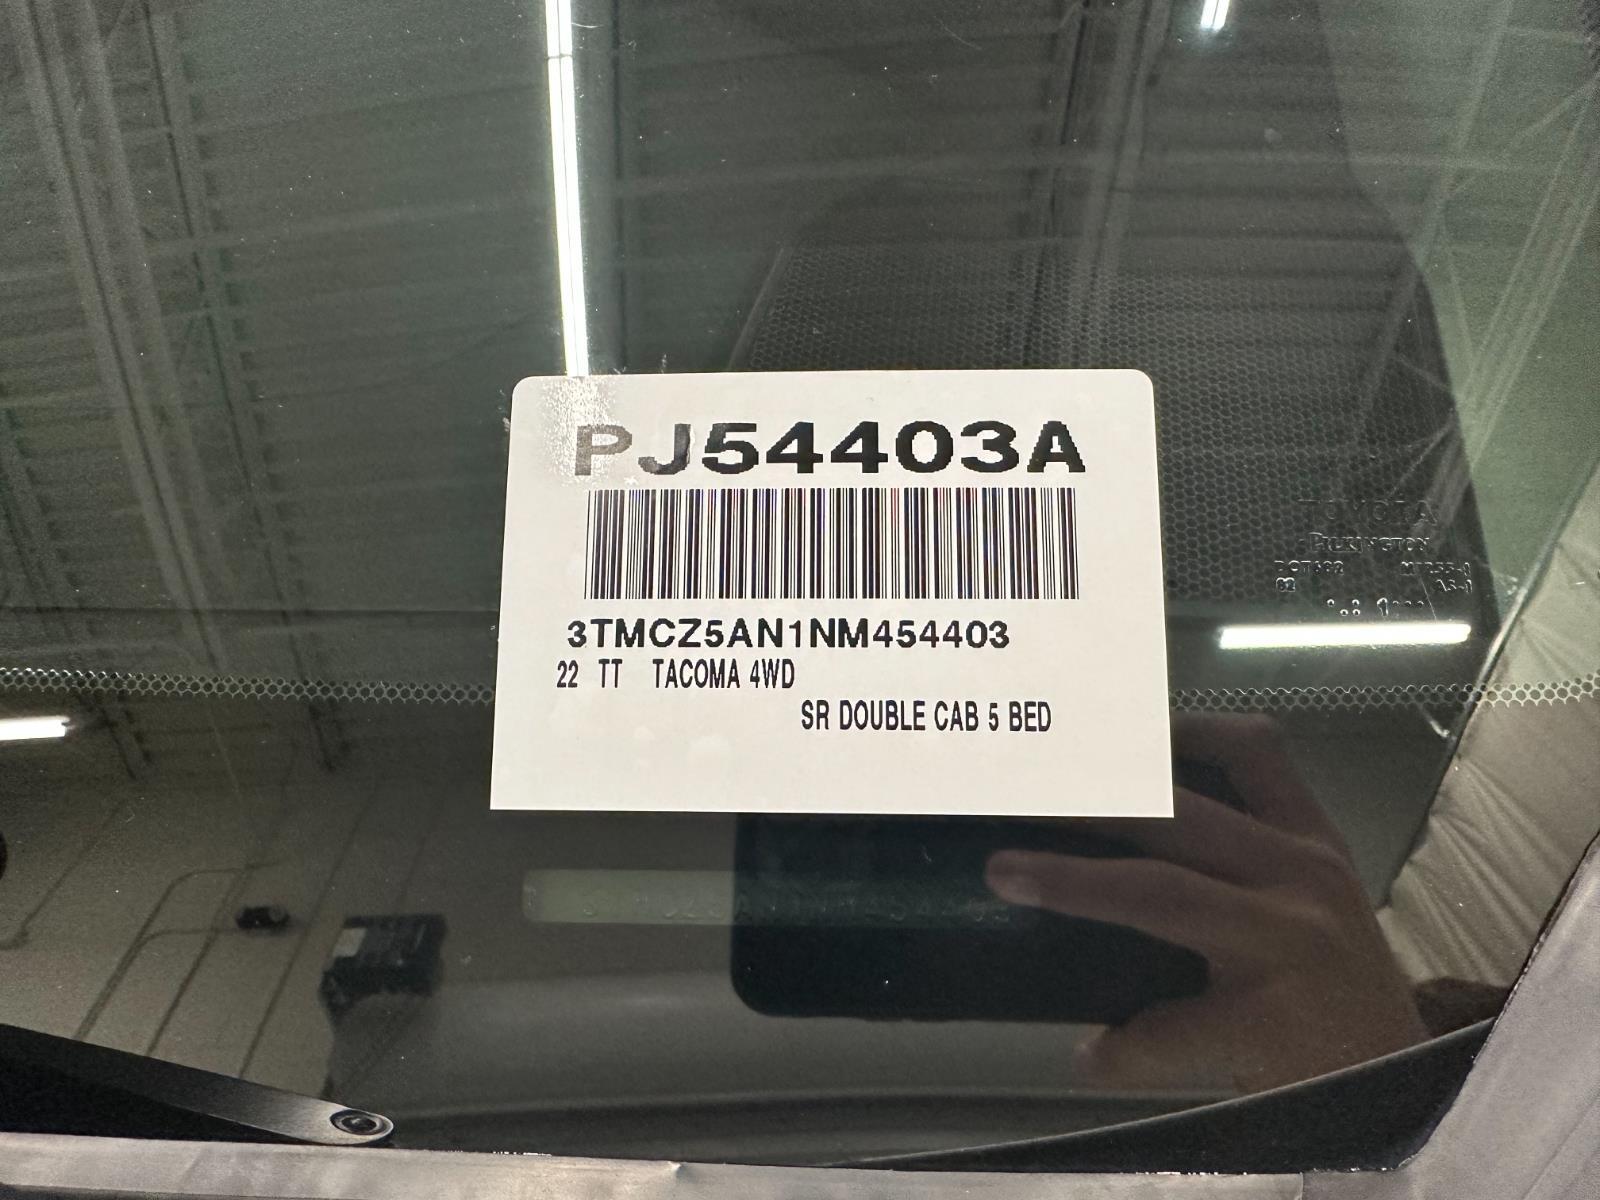 PJ54403A
3TMCZ5AN1NM454403
22 TT TACOMA 4WD
SR DOUBLE CAB 5 BED
TOYOTA
PILKINGTON